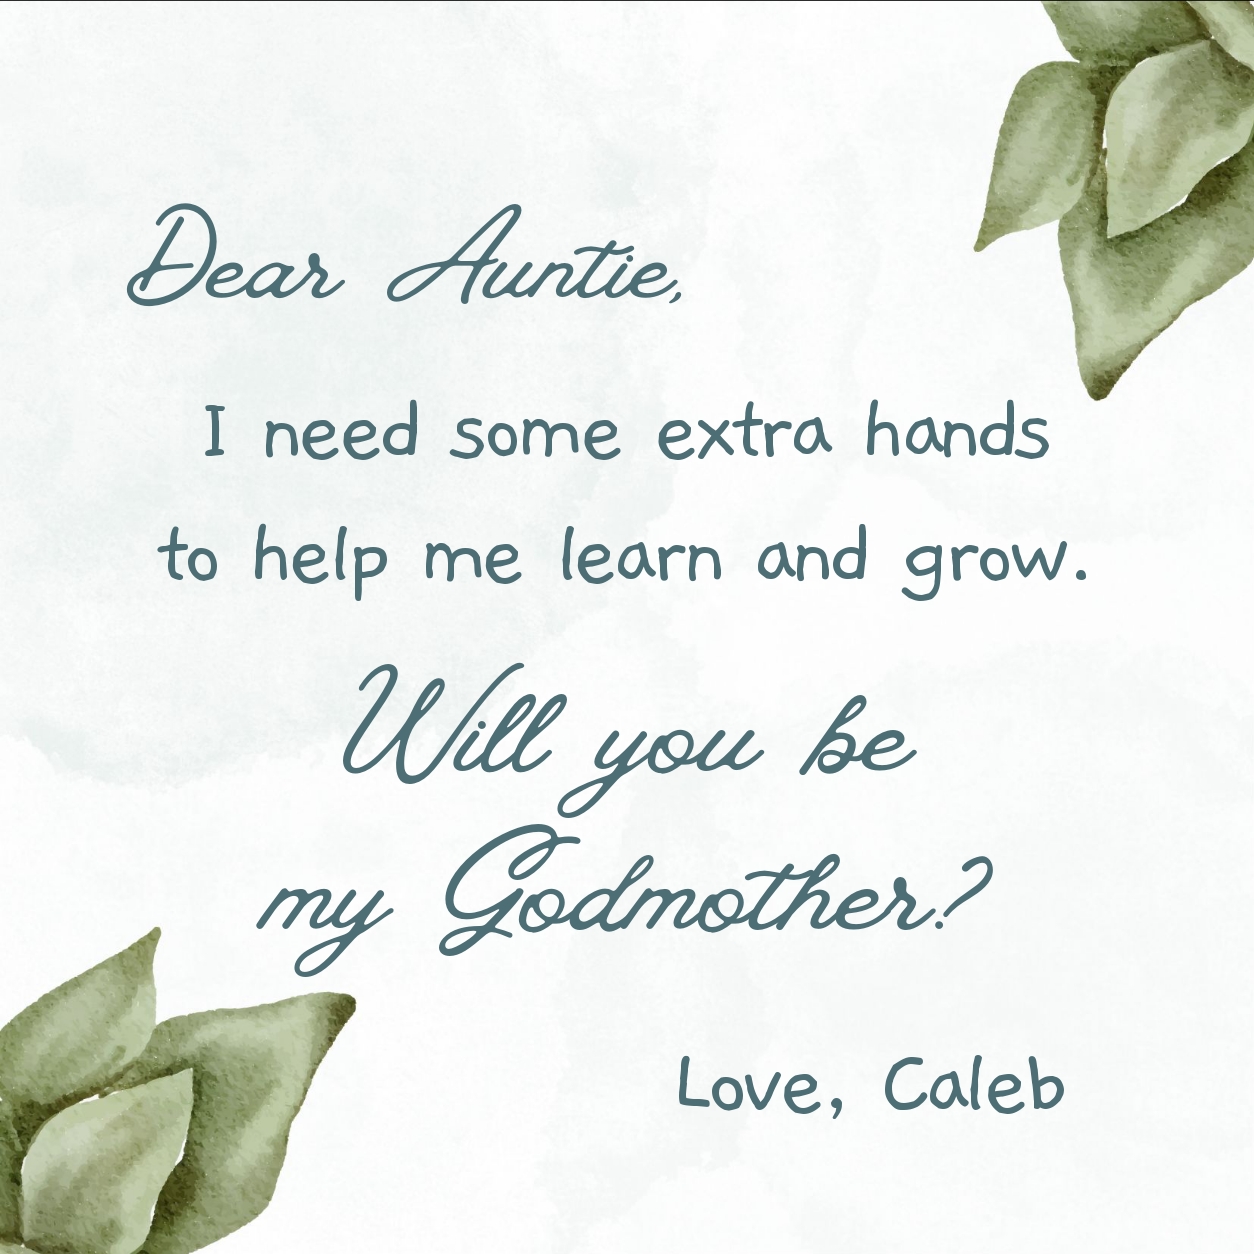 Dear Auntie,
I need some extra hands
to help me learn and grow.
Will you be
my Godmother?
Love, Caleb